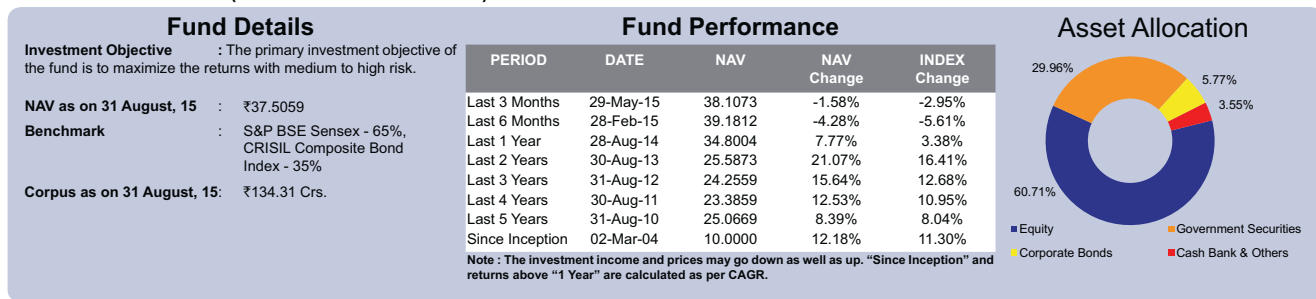 Fund Details
Investment Objective : The primary investment objective of
the fund is to maximize the returns with medium to high risk.
NAV as on 31 August, 15 : ₹37.5059
Benchmark : S&P BSE Sensex - 65%,
CRISIL Composite Bond
Index - 35%
Corpus as on 31 August, 15: ₹134.31 Crs.
Fund Performance
PERIOD DATE NAV NAV INDEX
Change Change
Last 3 Months 29-May-15 38.1073 -1.58% -2.95%
Last 6 Months 28-Feb-15 39.1812 -4.28% -5.61%
Last 1 Year 28-Aug-14 34.8004 7.77% 3.38%
Last 2 Years 30-Aug-13 25.5873 21.07% 16.41%
Last 3 Years 31-Aug-12 24.2559 15.64% 12.68%
Last 4 Years 30-Aug-11 23.3859 12.53% 10.95%
Last 5 Years 31-Aug-10 25.0669 8.39% 8.04%
Since Inception 02-Mar-04 10.0000 12.18% 11.30%
Note : The investment income and prices may go down as well as up. “Since Inception” and
returns above “1 Year” are calculated as per CAGR.
Asset Allocation
29.96%
5.77%
3.55%
60.71%
Equity Government Securities
Corporate Bonds Cash Bank & Others